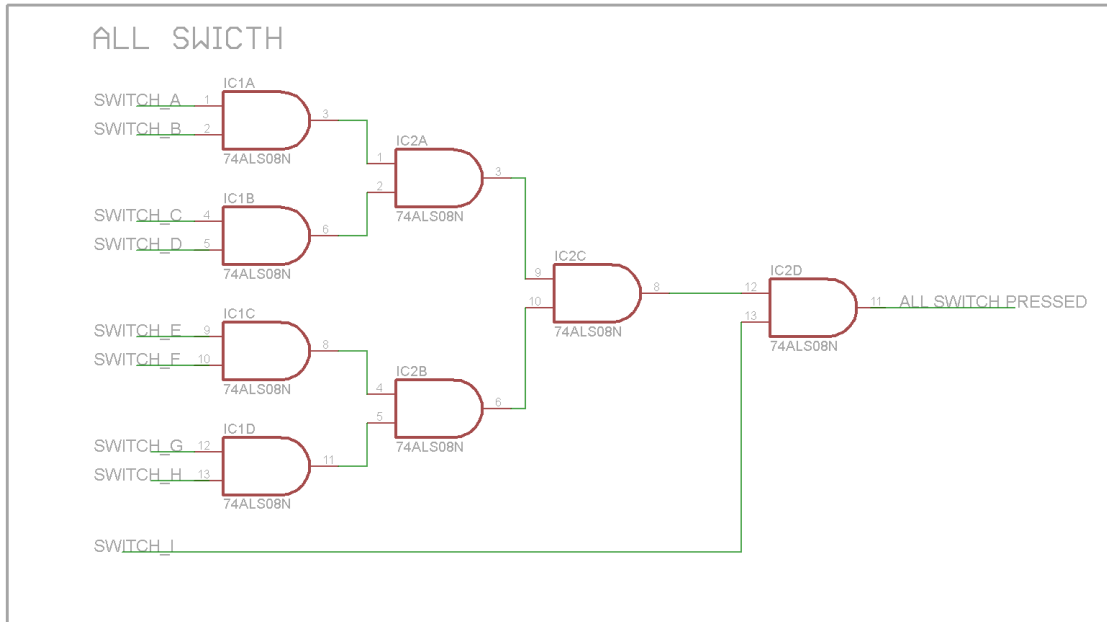 ALL SWICTH
IC1A
SWITCH_A 1
3
SWITCH_B 2
74ALS08N
IC2A
1
3
2
74ALS08N
IC1B
SWITCH_C 4
6
SWITCH_D 5
74ALS08N
IC2C
9
8
10
74ALS08N
IC2D
12
11 ALL SWITCH PRESSED
13
74ALS08N
IC1C
SWITCH_E 9
8
SWITCH_F 10
74ALS08N
IC2B
4
6
5
74ALS08N
IC1D
SWITCH_G 12
11
SWITCH_H 13
74ALS08N
SWITCH_I